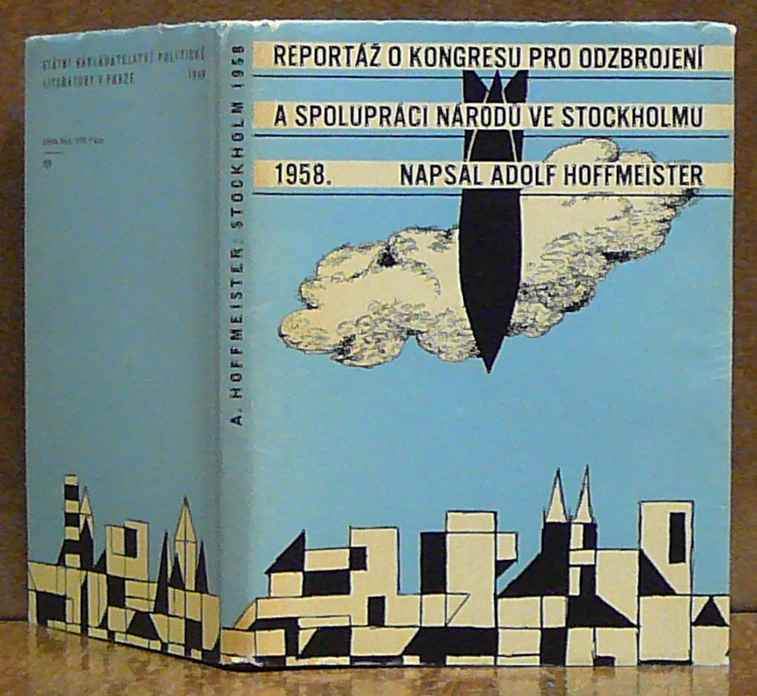 STÁTNÍ NAKLADATELSTVÍ POLITICKÉ
LITERATURY V PRAZE
A. HOFFMEISTER: STOCKHOLM 1958
REPORTÁŽ O KONGRESU PRO ODZBROJENÍ
A SPOLUPRÁCI NÁRODŮ VE STOCKHOLMU
1958. NAPSAL ADOLF HOFFMEISTER